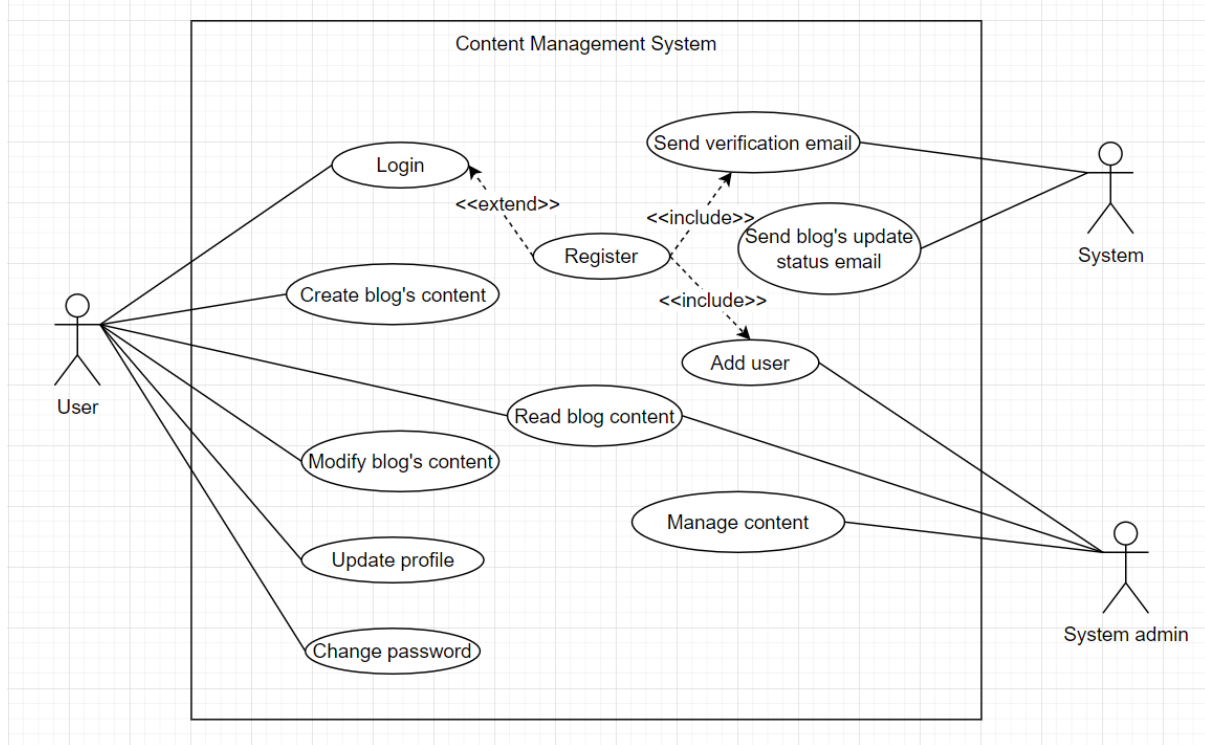 Content Management System
Send verification email
Login
<<extend>>
<<include>>
Send blog's update
status email
Register
System
Create blog's content
<<include>>
Add user
User
Read blog content
Modify blog's content
Manage content
Update profile
System admin
Change password